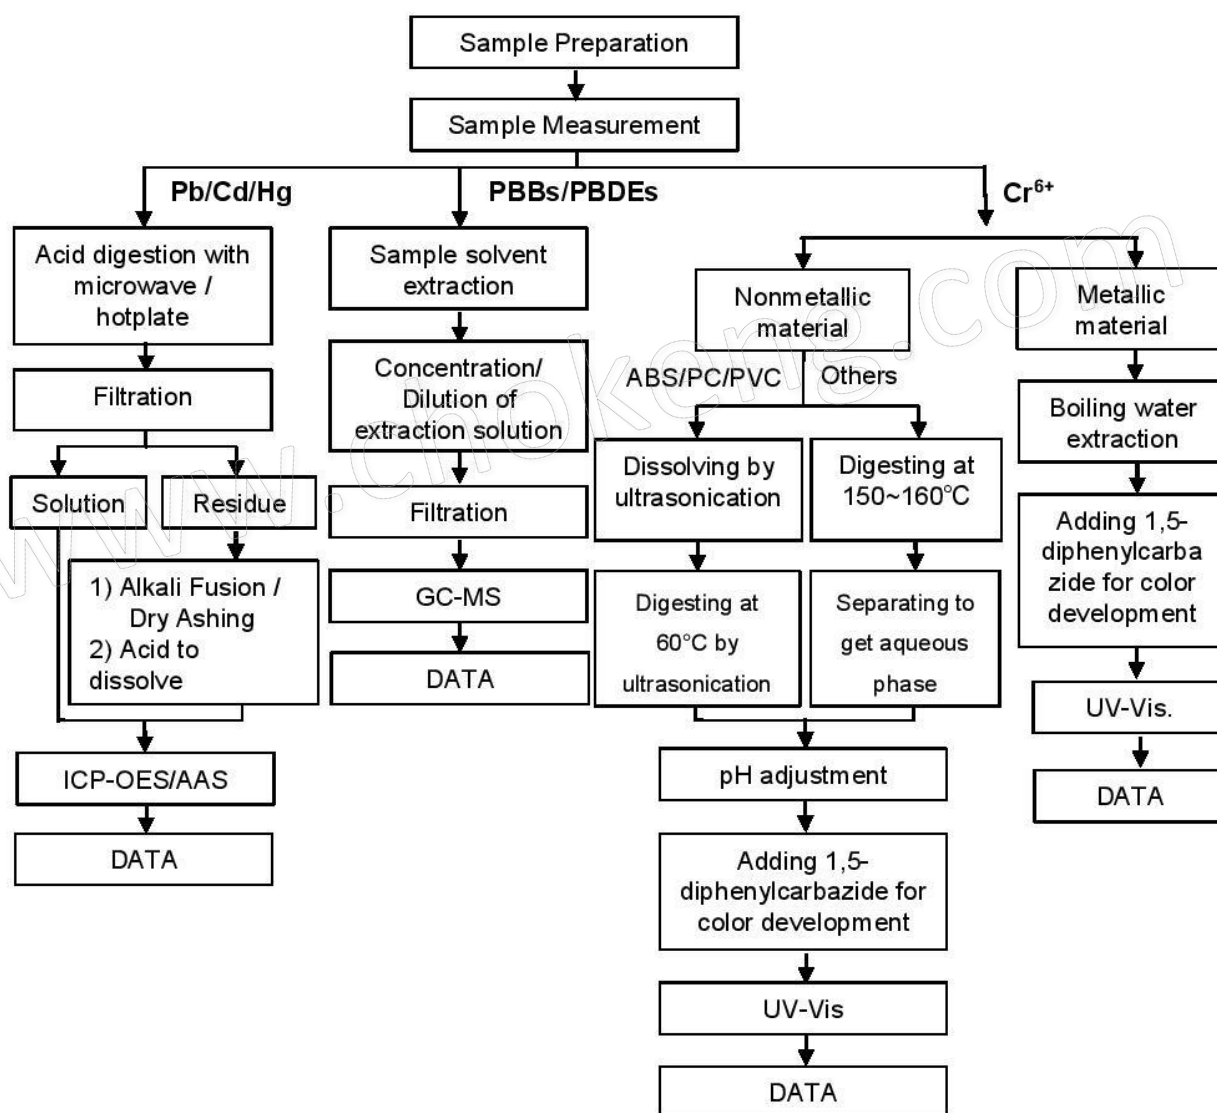 Sample Preparation
Sample Measurement
Pb/Cd/Hg
Acid digestion with
microwave /
hotplate
Filtration
Solution
Residue
1) Alkali Fusion /
Dry Ashing
2) Acid to
dissolve
ICP-OES/AAS
DATA
PBBs/PBDEs
Sample solvent
extraction
Concentration/
Dilution of
extraction solution
Filtration
GC-MS
DATA
Cr⁶⁺
Nonmetallic
material
ABS/PC/PVC
Others
Dissolving by
ultrasonication
Digesting at
60°C by
ultrasonication
Digesting at
150~160°C
Separating to
get aqueous
phase
pH adjustment
Adding 1,5-
diphenylcarbazide for
color development
UV-Vis
DATA
Metallic
material
Boiling water
extraction
Adding 1,5-
diphenylcarba
zide for color
development
UV-Vis.
DATA
www.chokeng.com